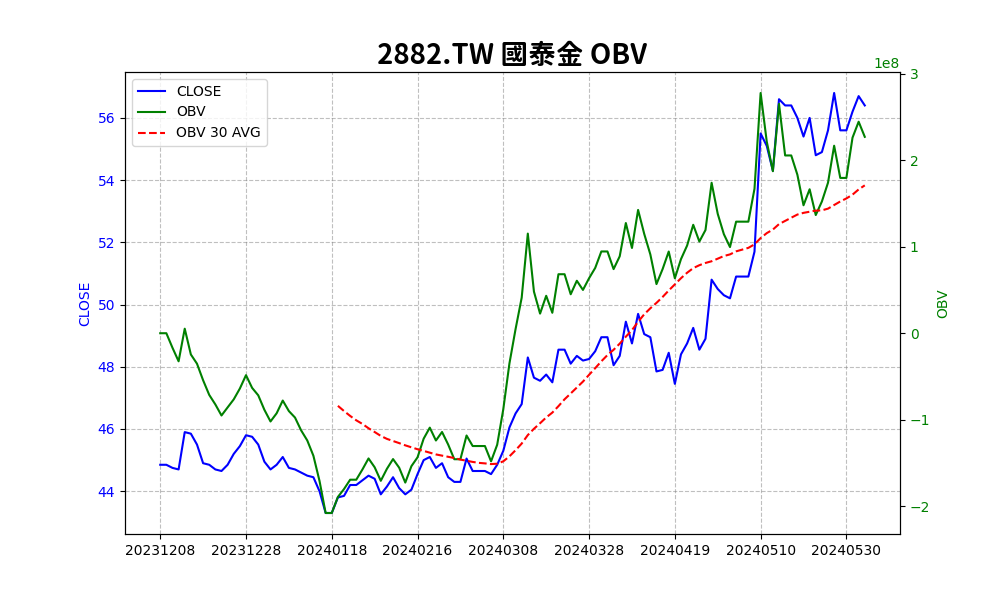 2882.TW 國泰金 OBV
1e8
CLOSE
OBV
OBV 30 AVG
56
54
52
50
48
46
44
CLOSE
3
2
1
0
−1
−2
OBV
20231208 20231228 20240118 20240216 20240308 20240328 20240419 20240510 20240530